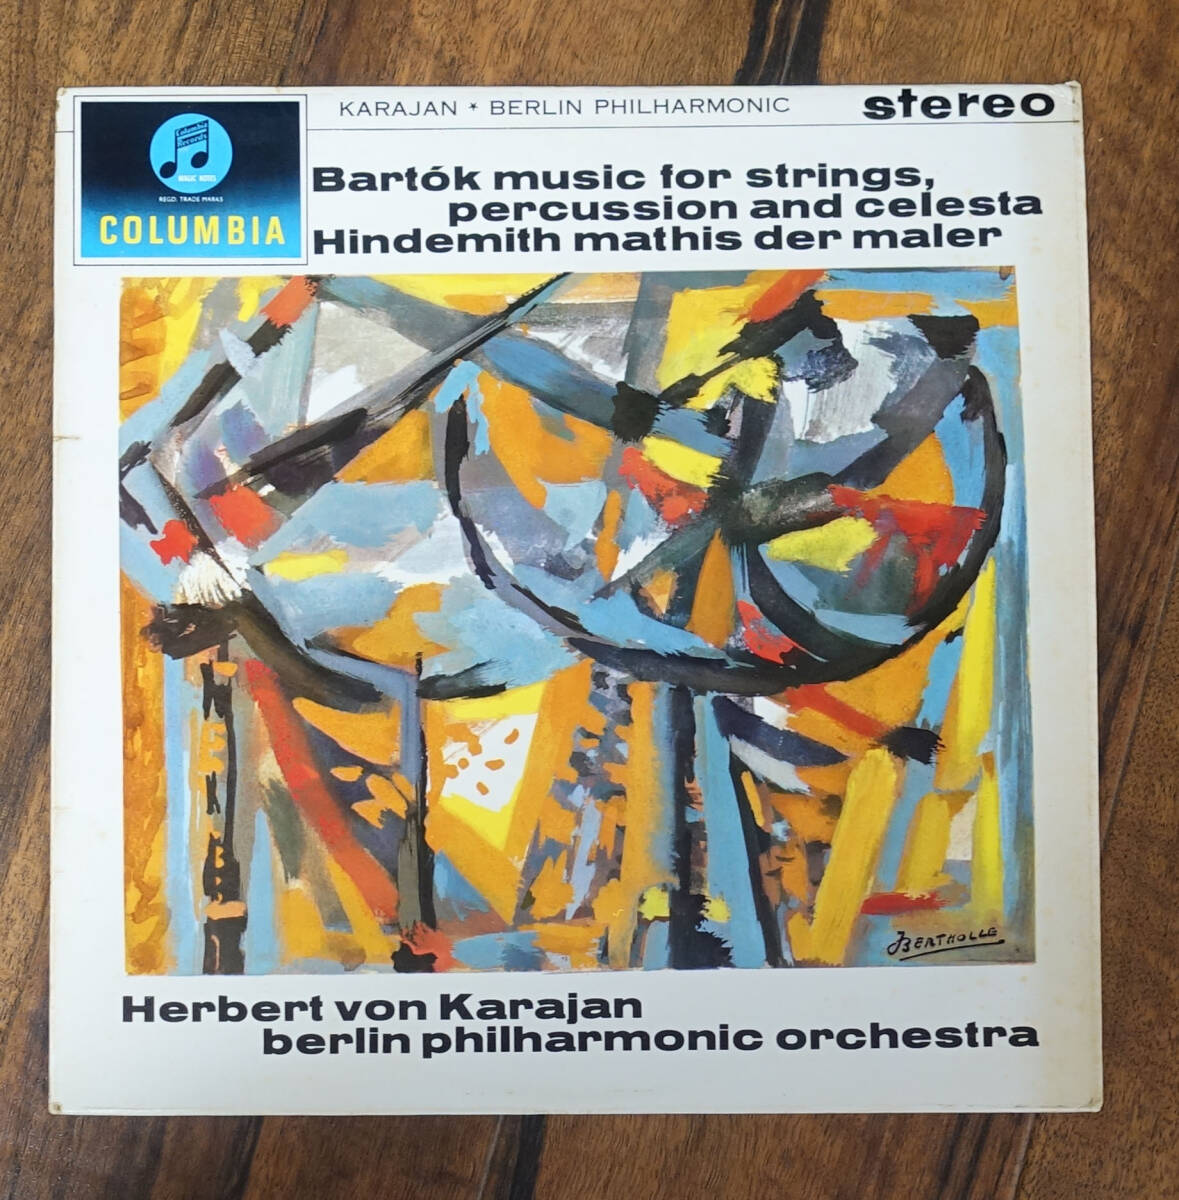 KARAJAN * BERLIN PHILHARMONIC
stereo
Columbia
Records
MAGIC NOTES
REGD. TRADE MARKS
COLUMBIA
Bartók music for strings,
percussion and celesta
Hindemith mathis der maler
JBERTHOLLE
Herbert von Karajan
berlin philharmonic orchestra